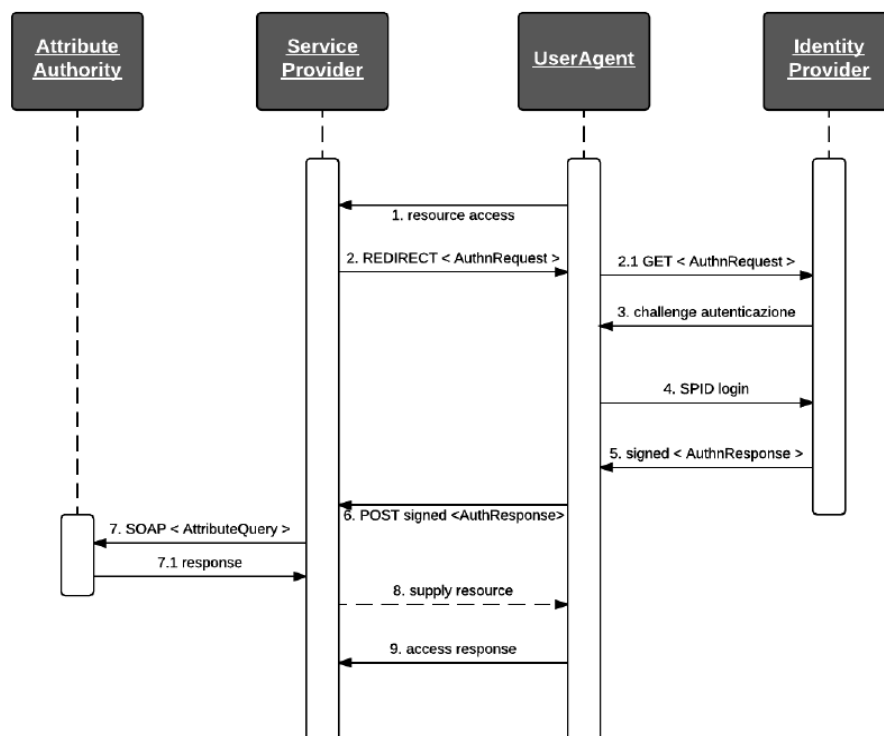 Attribute
Authority
Service
Provider
UserAgent
Identity
Provider
1. resource access
2. REDIRECT < AuthnRequest >
2.1 GET < AuthnRequest >
3. challenge autenticazione
4. SPID login
5. signed < AuthnResponse >
6. POST signed <AuthResponse>
7. SOAP < AttributeQuery >
7.1 response
8. supply resource
9. access response